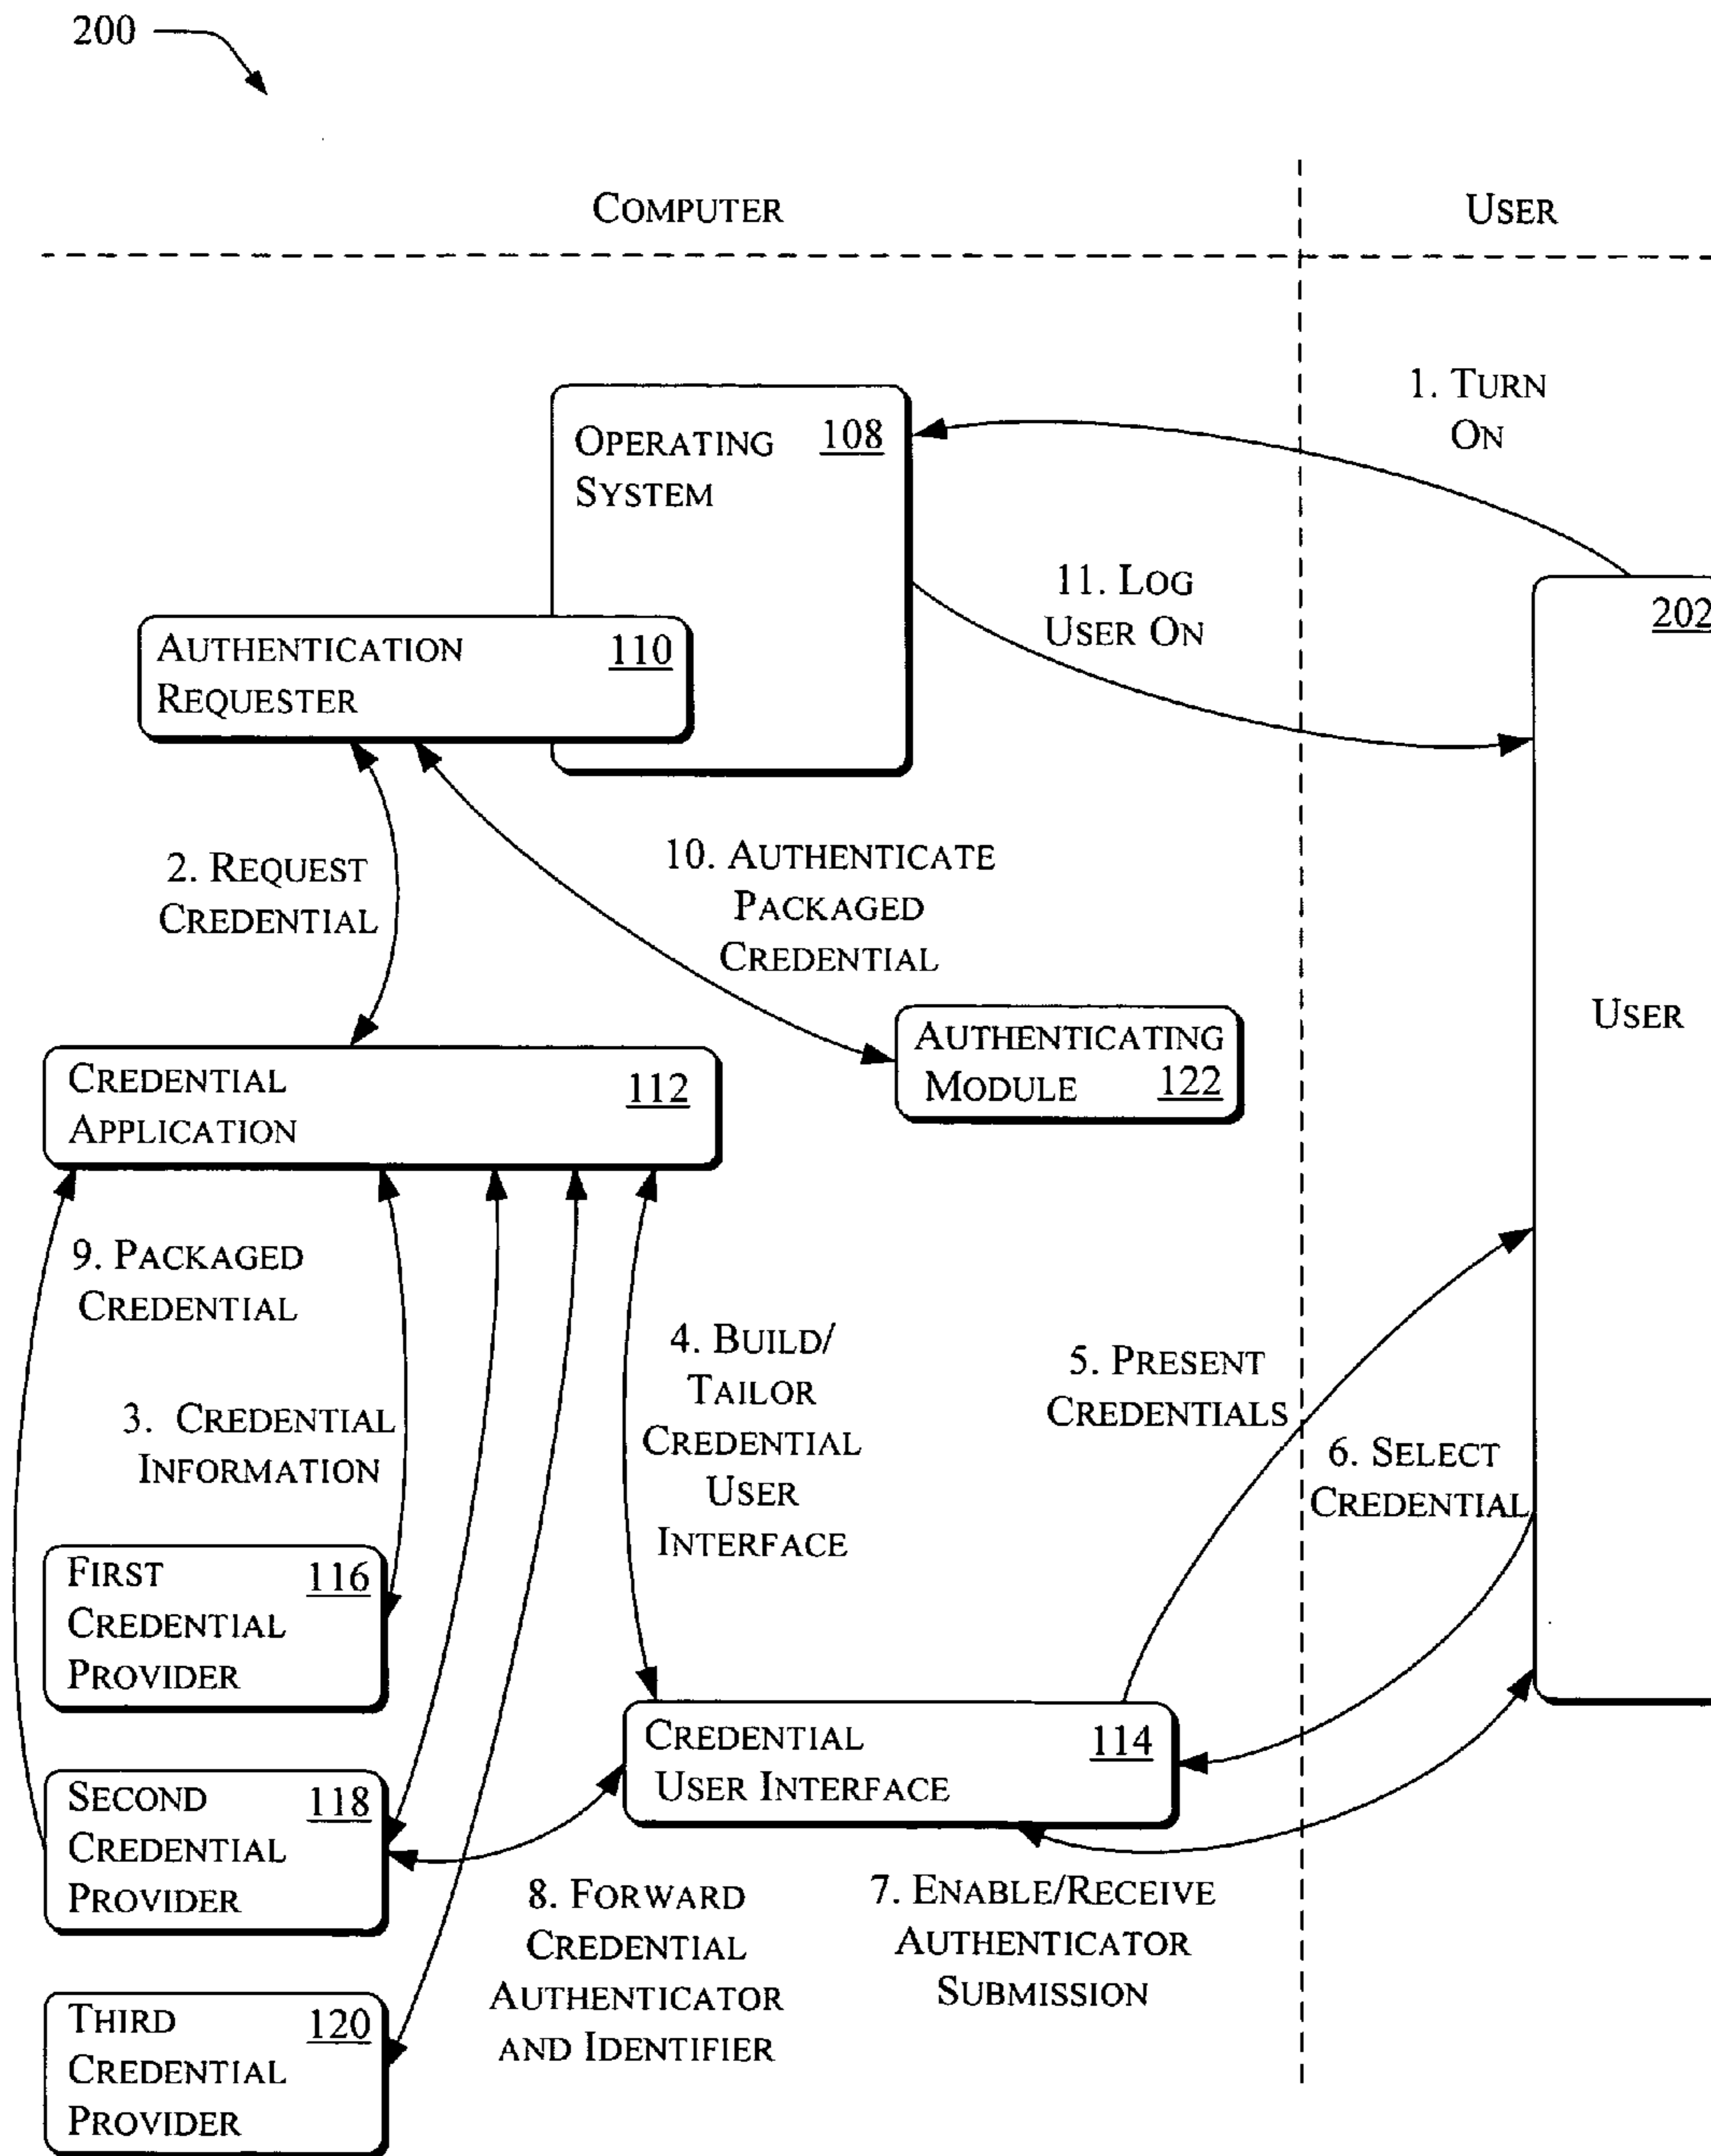 200
COMPUTER
USER
1. TURN
ON
OPERATING 108
SYSTEM
11. LOG
USER ON
202
AUTHENTICATION 110
REQUESTER
2. REQUEST
CREDENTIAL
10. AUTHENTICATE
PACKAGED
CREDENTIAL
USER
AUTHENTICATING
MODULE 122
CREDENTIAL 112
APPLICATION
9. PACKAGED
CREDENTIAL
4. BUILD/
TAILOR
CREDENTIAL
USER
INTERFACE
5. PRESENT
CREDENTIALS
3. CREDENTIAL
INFORMATION
6. SELECT
CREDENTIAL
FIRST 116
CREDENTIAL
PROVIDER
CREDENTIAL 114
USER INTERFACE
SECOND 118
CREDENTIAL
PROVIDER
8. FORWARD
CREDENTIAL
AUTHENTICATOR
AND IDENTIFIER
7. ENABLE/RECEIVE
AUTHENTICATOR
SUBMISSION
THIRD 120
CREDENTIAL
PROVIDER